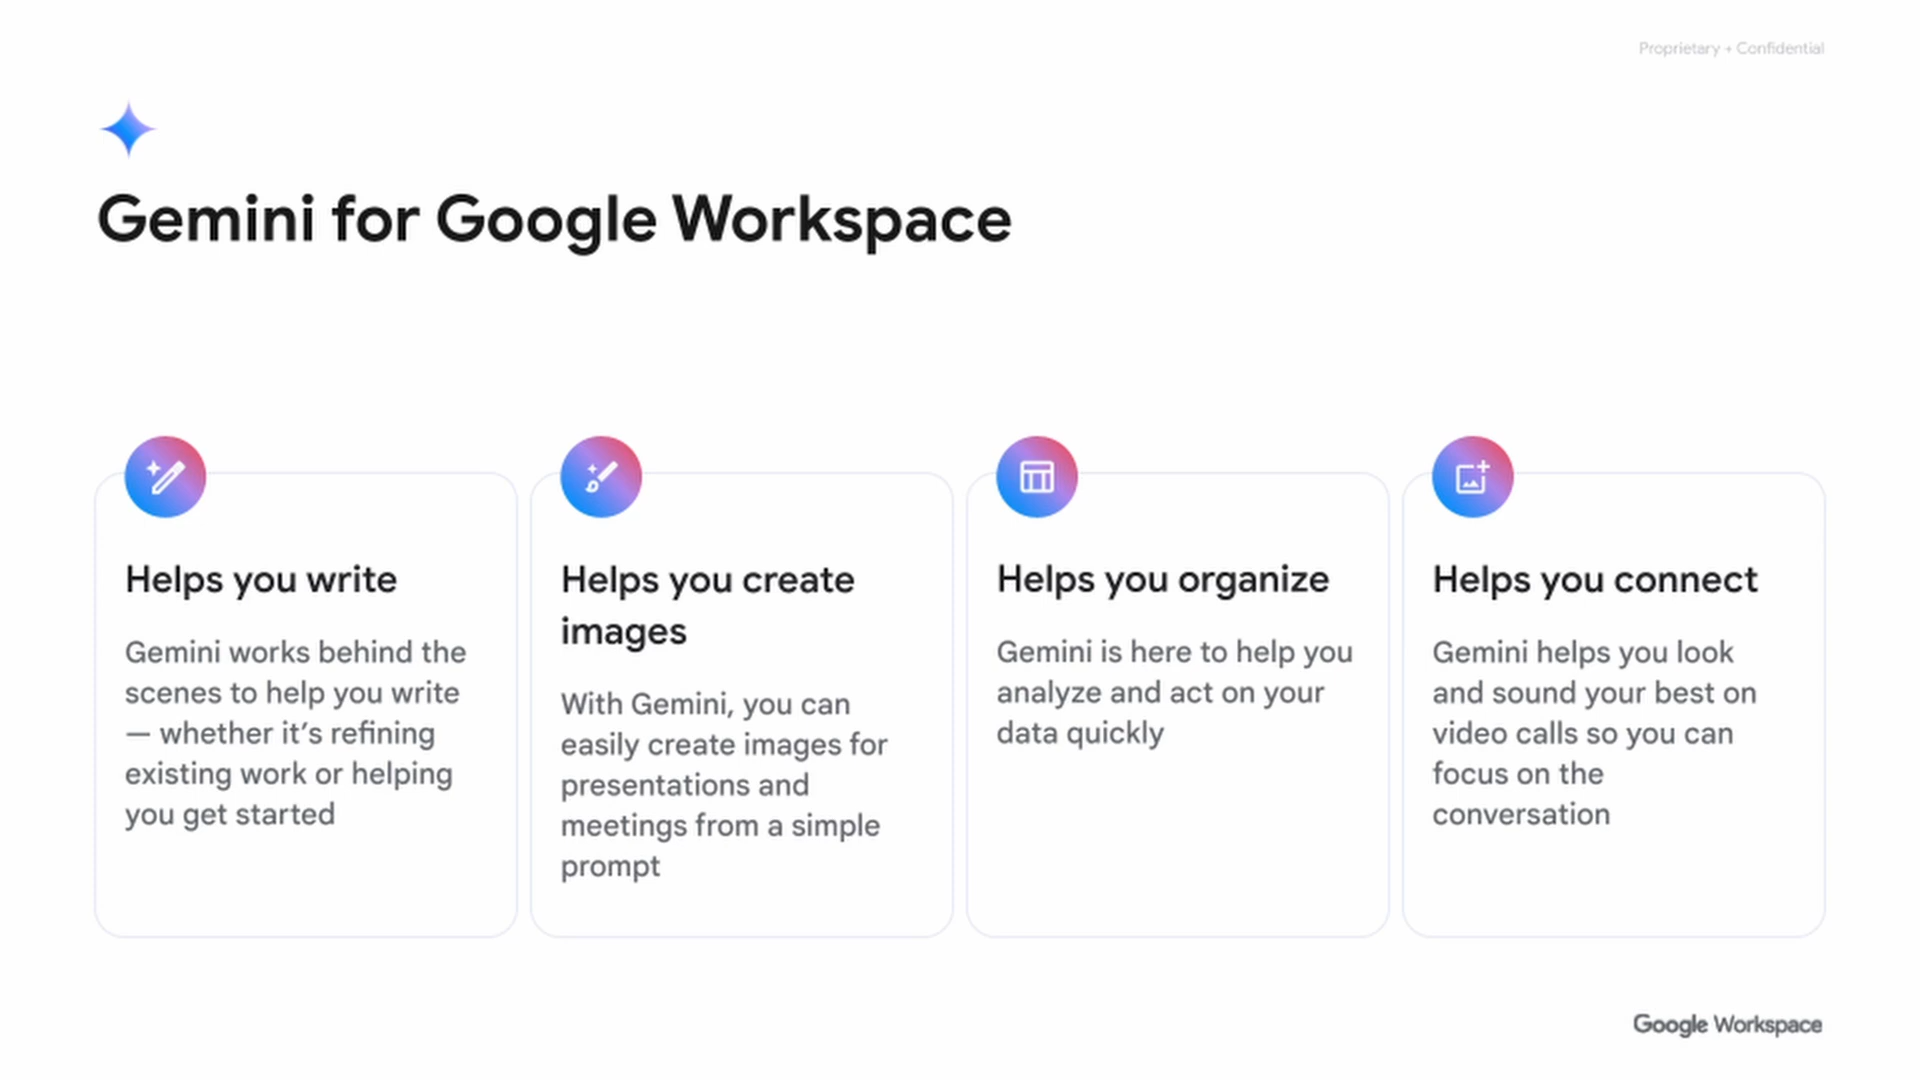 Proprietary + Confidential
Gemini for Google Workspace
Helps you write
Gemini works behind the
scenes to help you write
— whether it’s refining
existing work or helping
you get started
Helps you create
images
With Gemini, you can
easily create images for
presentations and
meetings from a simple
prompt
Helps you organize
Gemini is here to help you
analyze and act on your
data quickly
Helps you connect
Gemini helps you look
and sound your best on
video calls so you can
focus on the
conversation
Google Workspace